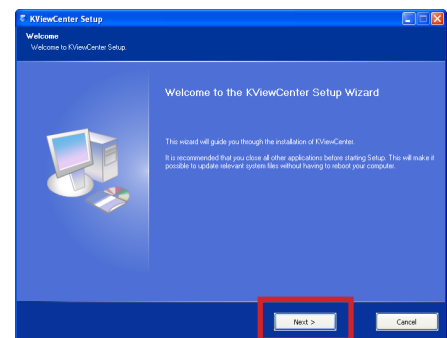 KViewCenter Setup
Welcome
Welcome to KViewCenter Setup.
Welcome to the KViewCenter Setup Wizard
This wizard will guide you through the installation of KViewCenter.
It is recommended that you close all other applications before starting Setup. This will make it
possible to update relevant system files without having to reboot your computer.
Next >
Cancel